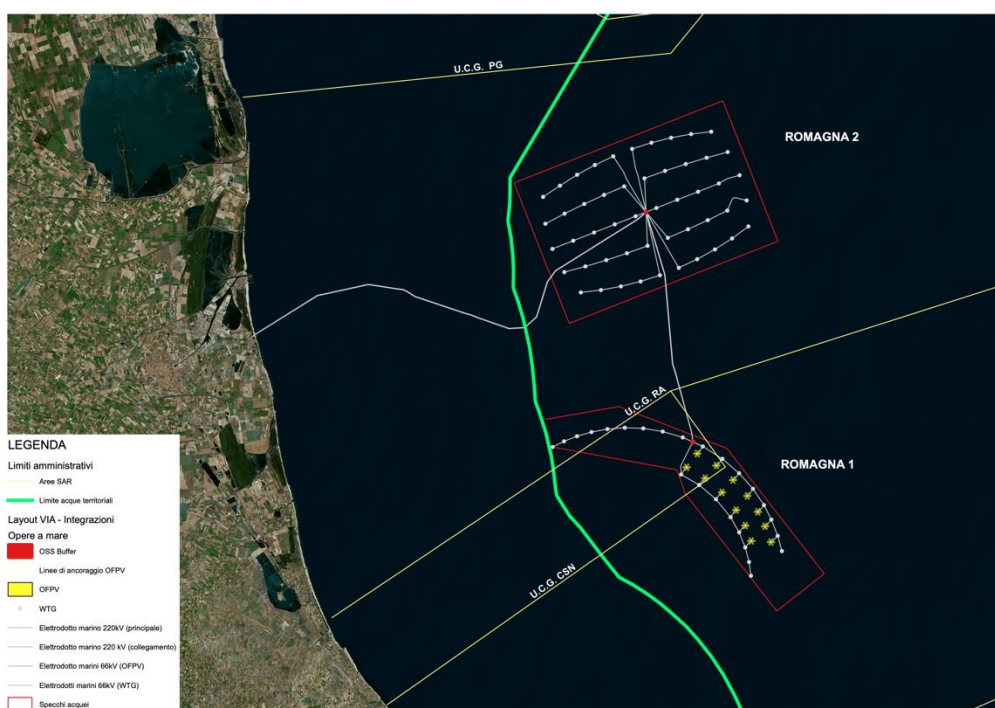 U.C.G. PG
ROMAGNA 2
U.C.G. RA
ROMAGNA 1
U.C.G. CSN
LEGENDA
Limiti amministrativi
Aree SAR
Limite acque territoriali
Layout VIA - Integrazioni
Opere a mare
OSS Buffer
Linee di ancoraggio OFPV
OFPV
WTG
Elettrodotto marino 220kV (principale)
Elettrodotto marino 220 kV (collegamento)
Elettrodotti marini 66kV (OFPV)
Elettrodotti marini 66kV (WTG)
Specchi acquei